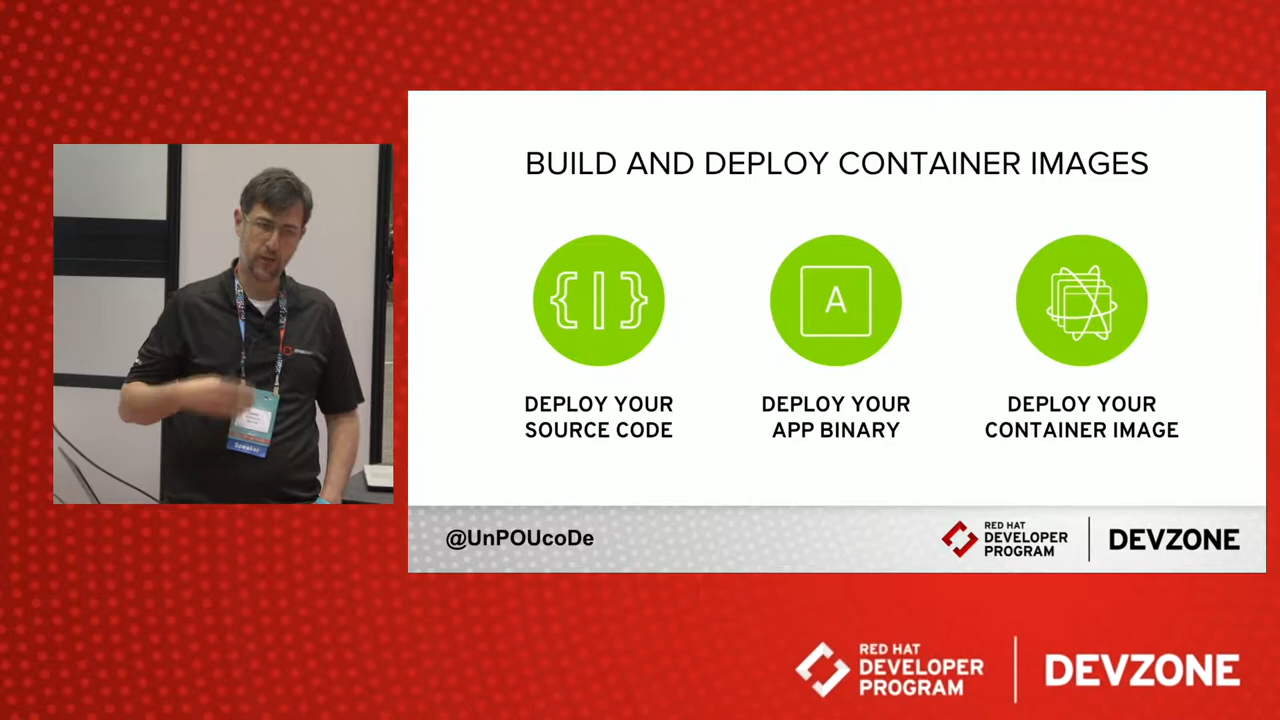 BUILD AND DEPLOY CONTAINER IMAGES
{|}
A
DEPLOY YOUR
SOURCE CODE
DEPLOY YOUR
APP BINARY
DEPLOY YOUR
CONTAINER IMAGE
@UnPOUcoDe
RED HAT
DEVELOPER
PROGRAM
DEVZONE
Speaker
RED HAT
DEVELOPER
PROGRAM
DEVZONE